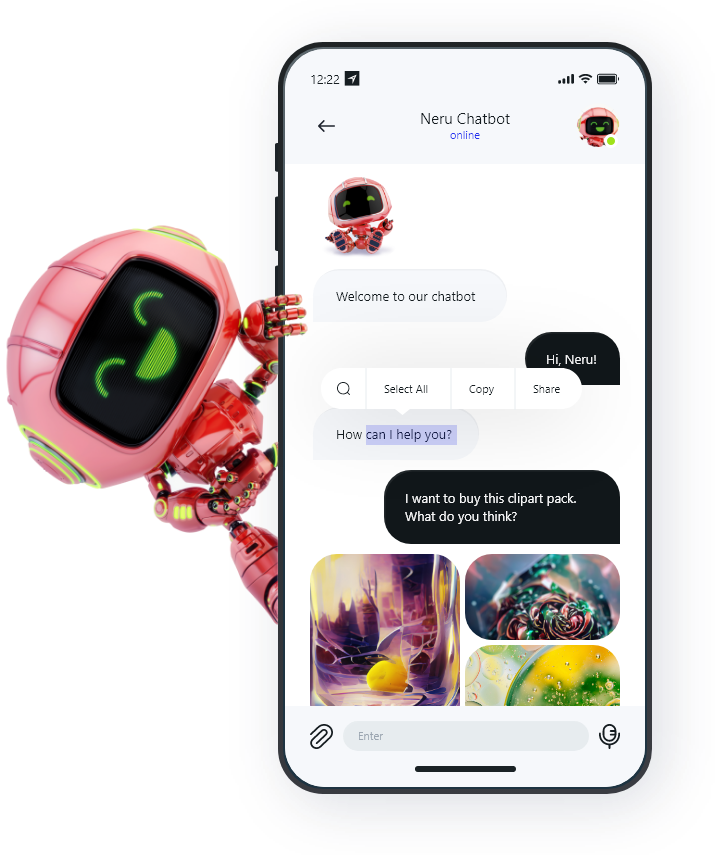 12:22
Neru Chatbot
online
Welcome to our chatbot
Hi, Neru!
Select All
Copy
Share
How can I help you?
I want to buy this clipart pack.
What do you think?
Enter